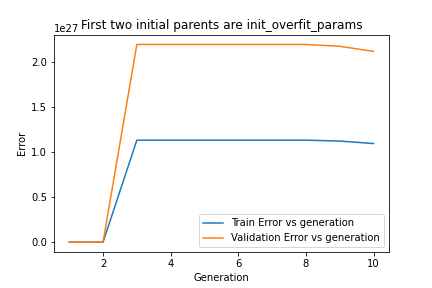 First two initial parents are init_overfit_params
1e27
2.0
1.5
1.0
0.5
0.0
Error
2 4 6 8 10
Generation
Train Error vs generation
Validation Error vs generation